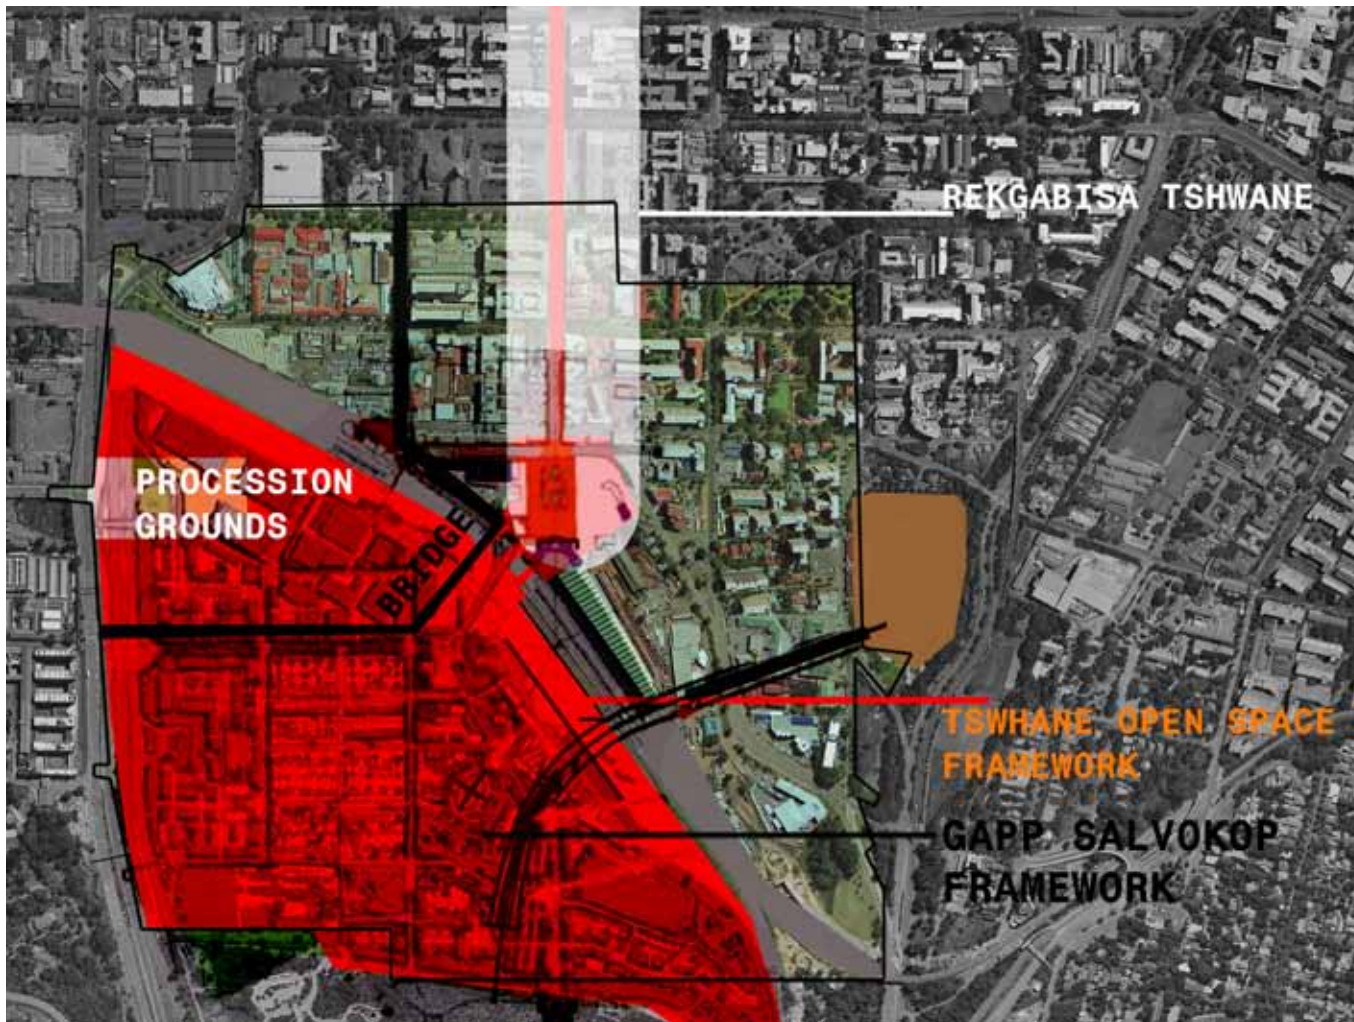 REKGABISA TSHWANE
PROCESSION
GROUNDS
BRIDGE
TSWHANE OPEN SPACE
FRAMEWORK
GAPP SALVOKOP
FRAMEWORK